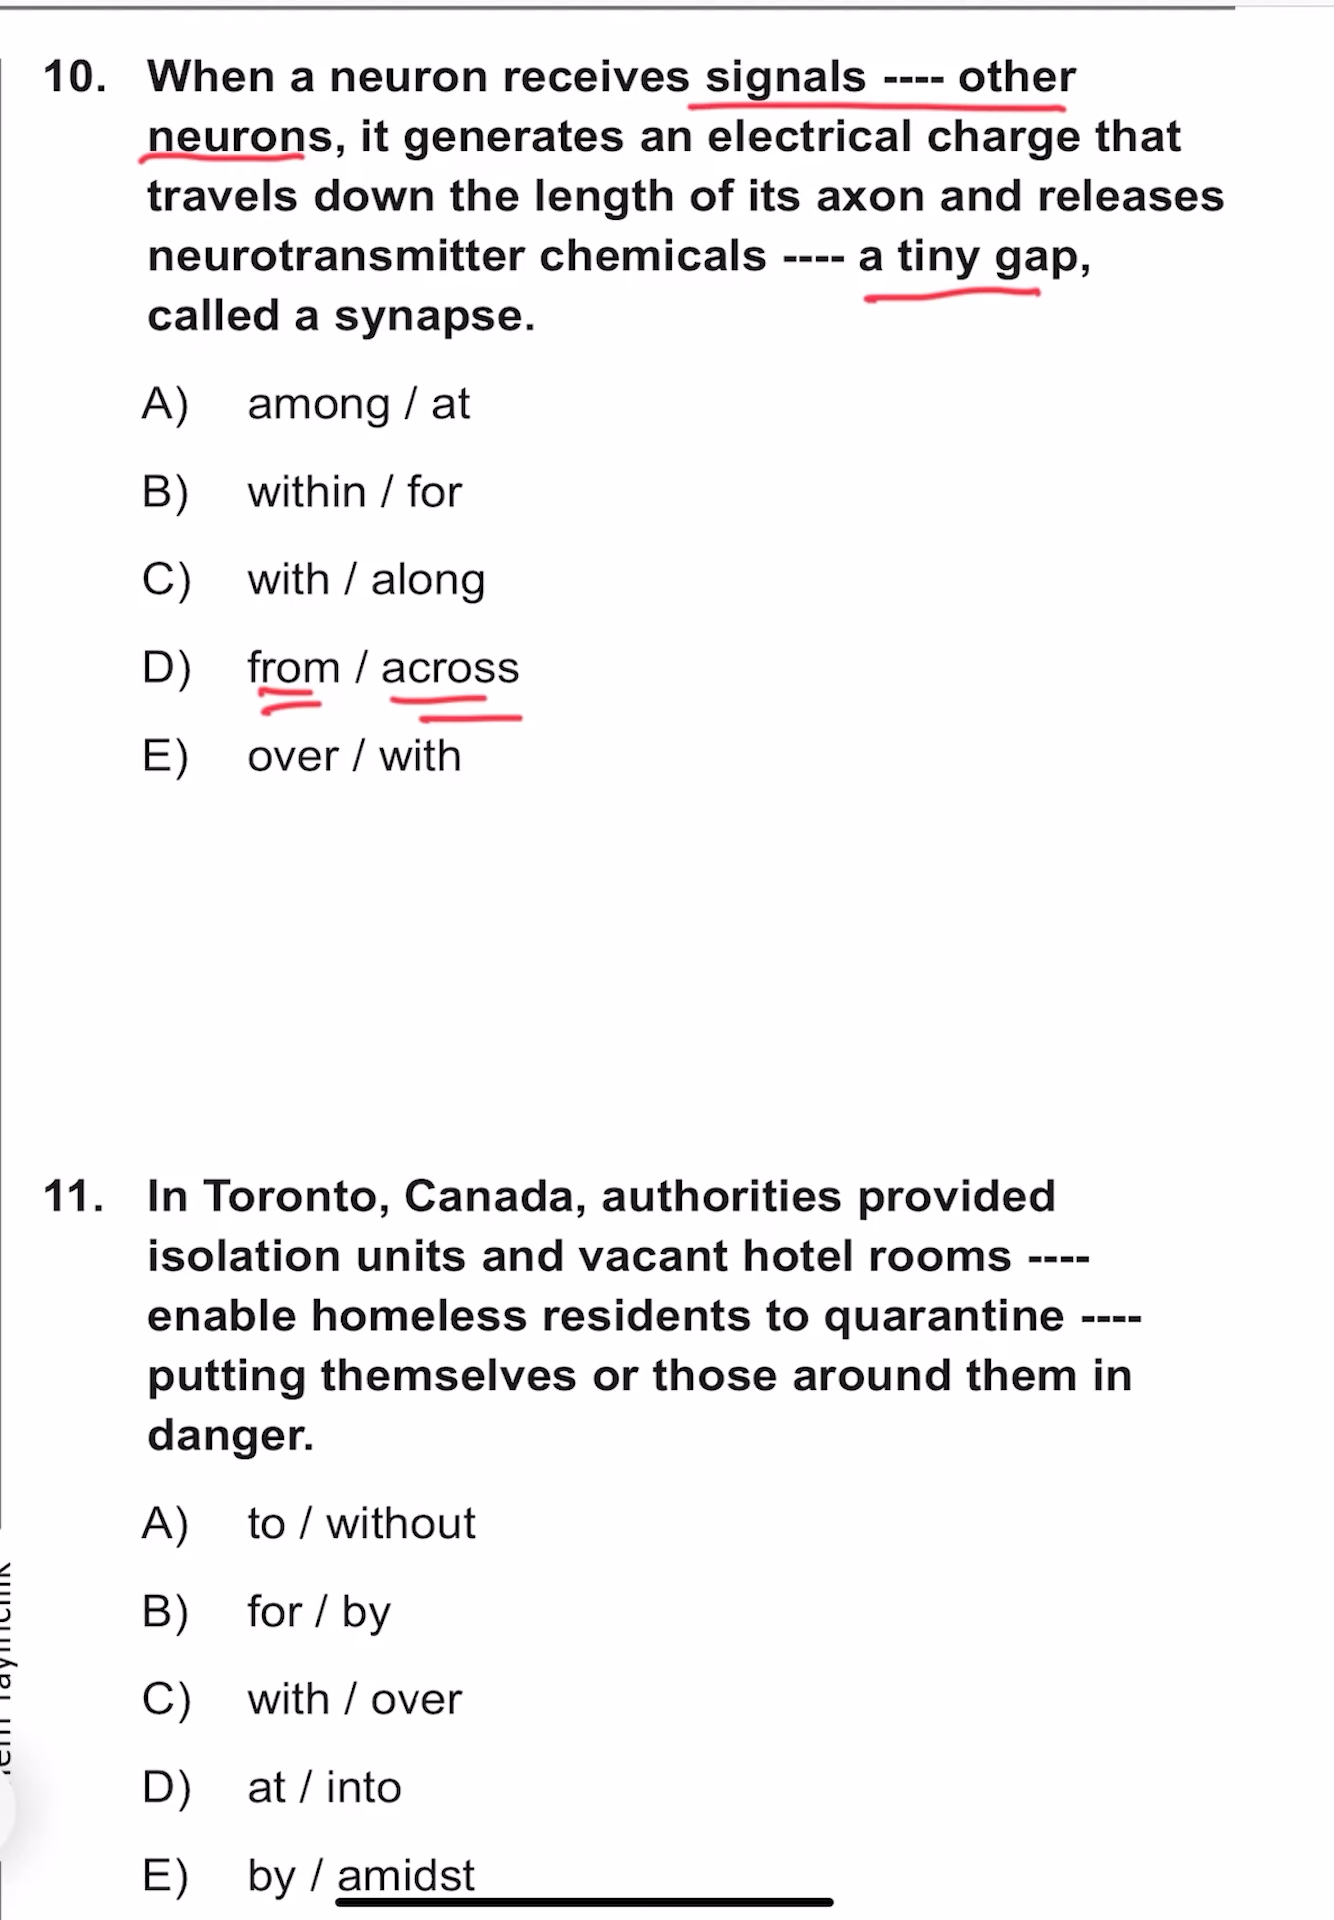 10. When a neuron receives signals ---- other
neurons, it generates an electrical charge that
travels down the length of its axon and releases
neurotransmitter chemicals ---- a tiny gap,
called a synapse.
A) among / at
B) within / for
C) with / along
D) from / across
E) over / with
11. In Toronto, Canada, authorities provided
isolation units and vacant hotel rooms ----
enable homeless residents to quarantine ----
putting themselves or those around them in
danger.
A) to / without
B) for / by
C) with / over
D) at / into
E) by / amidst